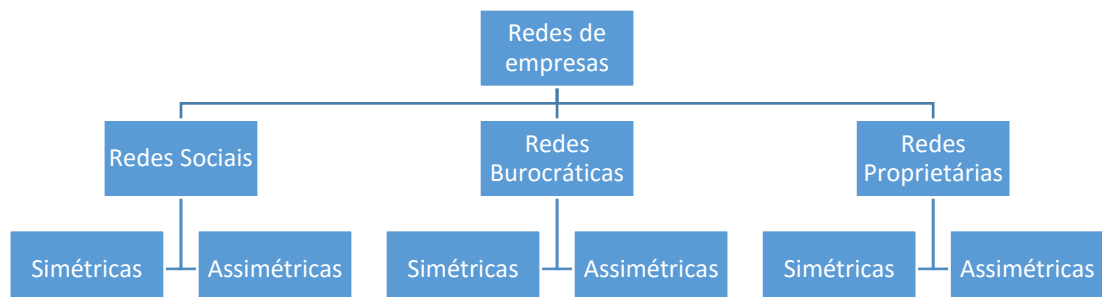 Redes de
empresas
Redes Sociais
Redes
Burocráticas
Redes
Proprietárias
Simétricas
Assimétricas
Simétricas
Assimétricas
Simétricas
Assimétricas